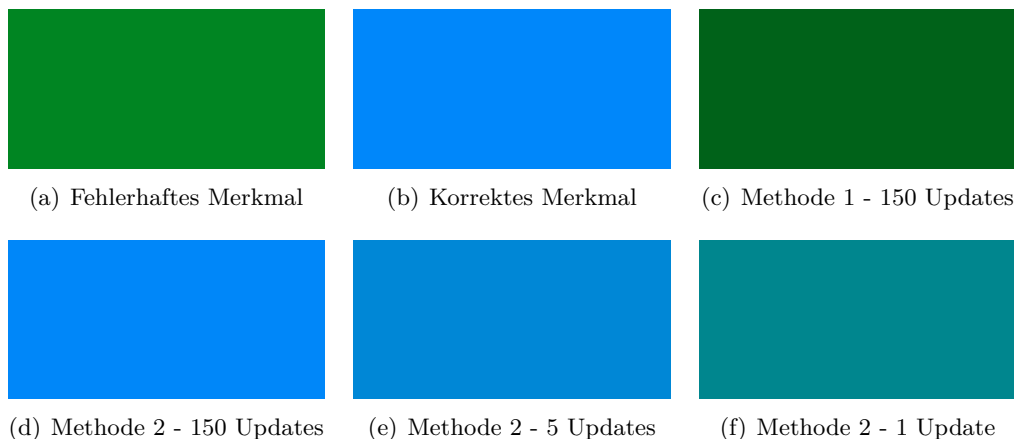 (a) Fehlerhaftes Merkmal
(b) Korrektes Merkmal
(c) Methode 1 - 150 Updates
(d) Methode 2 - 150 Updates
(e) Methode 2 - 5 Updates
(f) Methode 2 - 1 Update